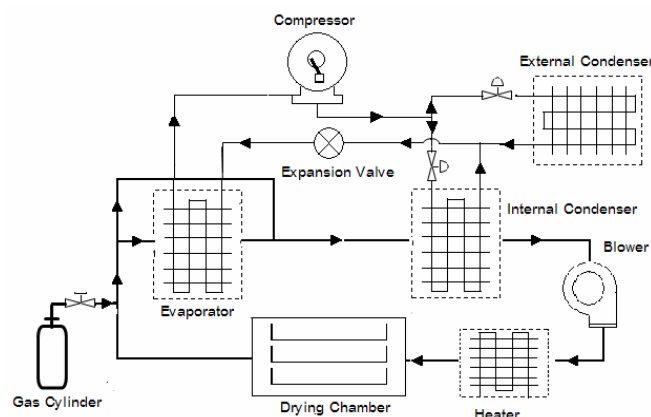 Compressor
External Condenser
Expansion Valve
Internal Condenser
Blower
Evaporator
Gas Cylinder
Drying Chamber
Heater